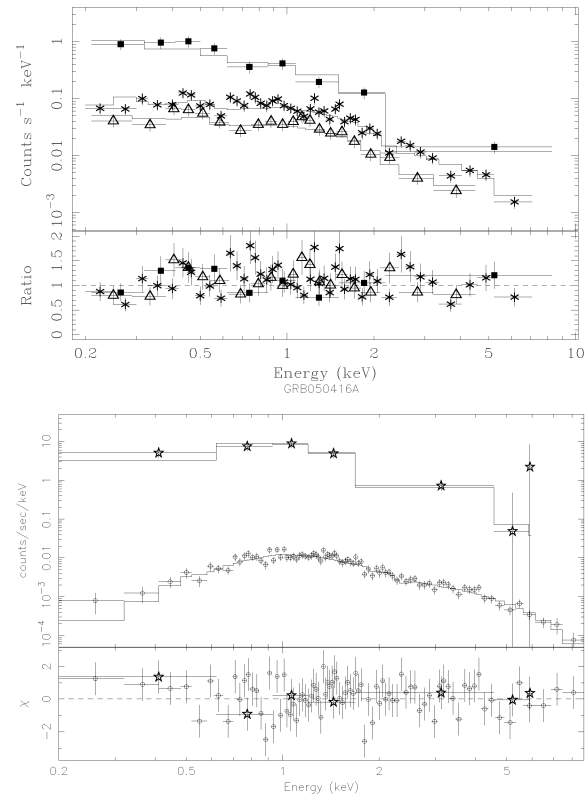 Counts s⁻¹ keV⁻¹
1
0.1
0.01
10⁻³
Ratio
2
1.5
1
0.5
0
0.2 0.5 1 2 5 10
Energy (keV)
GRB050416A
counts/sec/keV
10
1
0.1
0.01
10⁻³
10⁻⁴
χ
2
0
−2
0.2 0.5 1 2 5
Energy (keV)